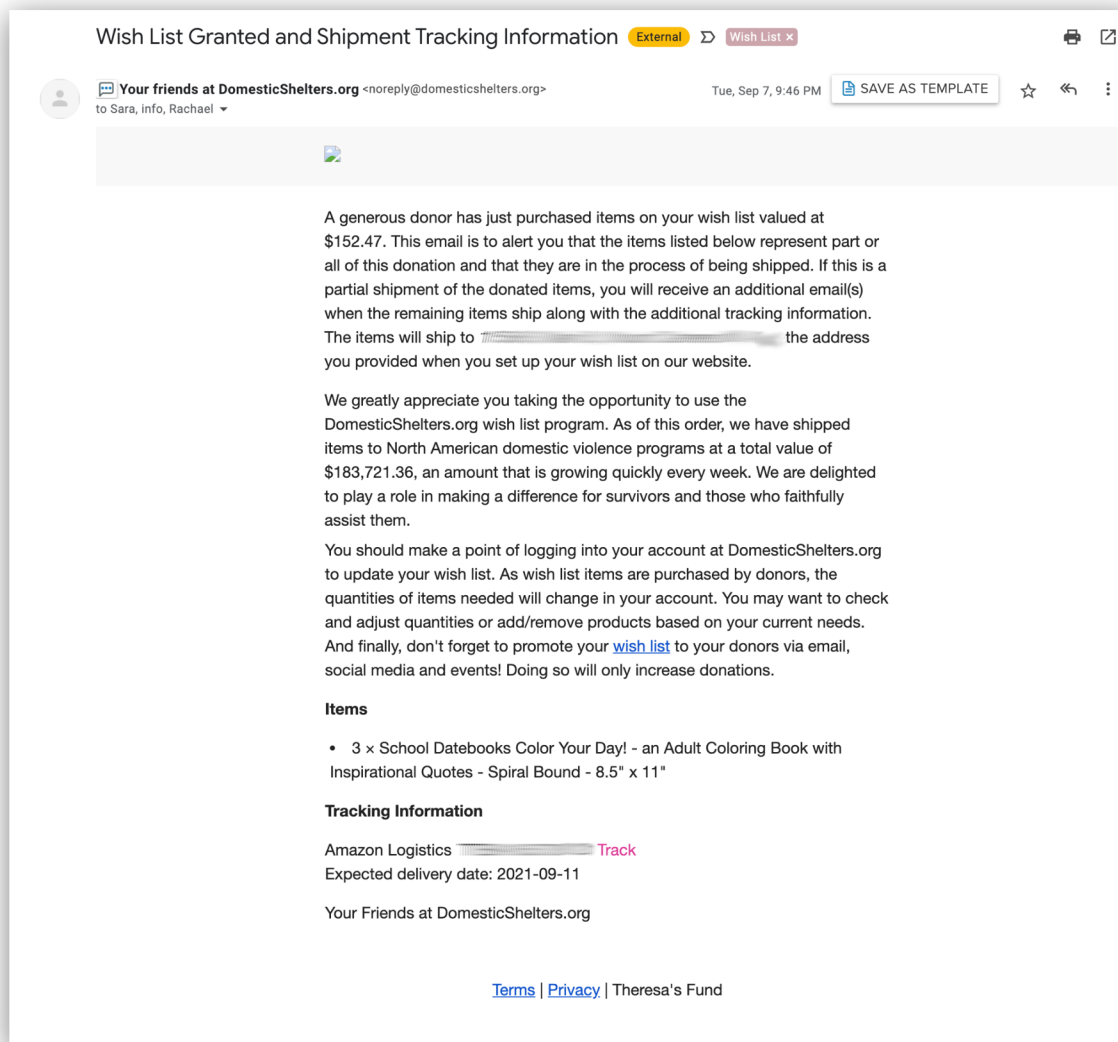 Wish List Granted and Shipment Tracking Information External Wish List ×
Your friends at DomesticShelters.org <noreply@domesticshelters.org> Tue, Sep 7, 9:46 PM SAVE AS TEMPLATE
to Sara, info, Rachael
A generous donor has just purchased items on your wish list valued at
$152.47. This email is to alert you that the items listed below represent part or
all of this donation and that they are in the process of being shipped. If this is a
partial shipment of the donated items, you will receive an additional email(s)
when the remaining items ship along with the additional tracking information.
The items will ship to the address
you provided when you set up your wish list on our website.
We greatly appreciate you taking the opportunity to use the
DomesticShelters.org wish list program. As of this order, we have shipped
items to North American domestic violence programs at a total value of
$183,721.36, an amount that is growing quickly every week. We are delighted
to play a role in making a difference for survivors and those who faithfully
assist them.
You should make a point of logging into your account at DomesticShelters.org
to update your wish list. As wish list items are purchased by donors, the
quantities of items needed will change in your account. You may want to check
and adjust quantities or add/remove products based on your current needs.
And finally, don't forget to promote your wish list to your donors via email,
social media and events! Doing so will only increase donations.
Items
• 3 × School Datebooks Color Your Day! - an Adult Coloring Book with
Inspirational Quotes - Spiral Bound - 8.5" x 11"
Tracking Information
Amazon Logistics Track
Expected delivery date: 2021-09-11
Your Friends at DomesticShelters.org
Terms | Privacy | Theresa's Fund